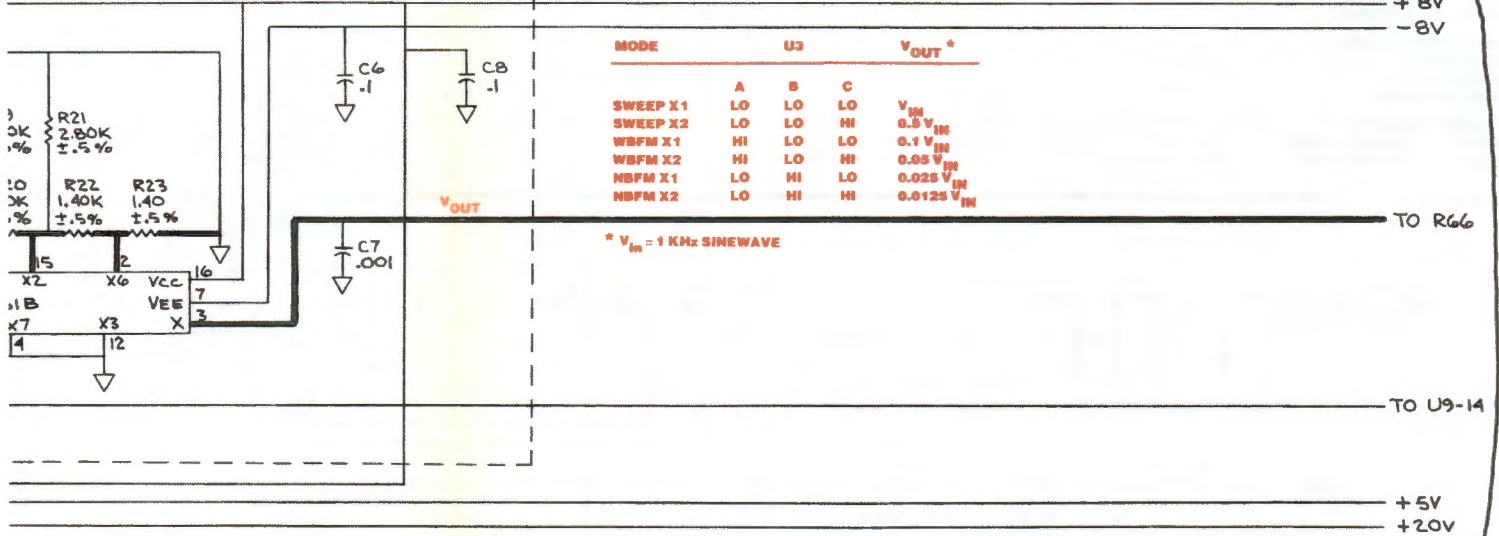 + 8V
-8V
MODE U3 VOUT *
A B C
SWEEP X1 LO LO LO VIN
SWEEP X2 LO LO HI 0.5 VIN
WBFM X1 HI LO LO 0.1 VIN
WBFM X2 HI LO HI 0.05 VIN
NBFM X1 LO HI LO 0.025 VIN
NBFM X2 LO HI HI 0.0125 VIN
* Vin = 1 KHz SINEWAVE
C6
.1
C8
.1
R21
2.80K
±.5%
R22
1.40K
±.5%
R23
1.40
±.5%
VOUT
TO R66
C7
.001
15
2
16
X2
X6
VCC
7
VEE
3
X7
X3
X
4
12
TO U9-14
+5V
+20V